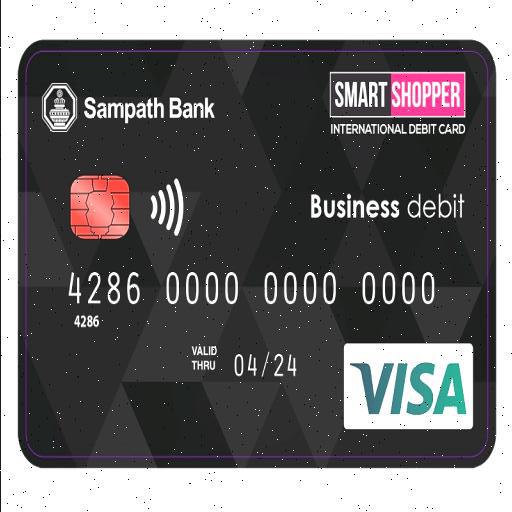 Sampath Bank
SMART SHOPPER
INTERNATIONAL DEBIT CARD
Business debit
4286 0000 0000 0000
4286
VALID
THRU
04/24
VISA